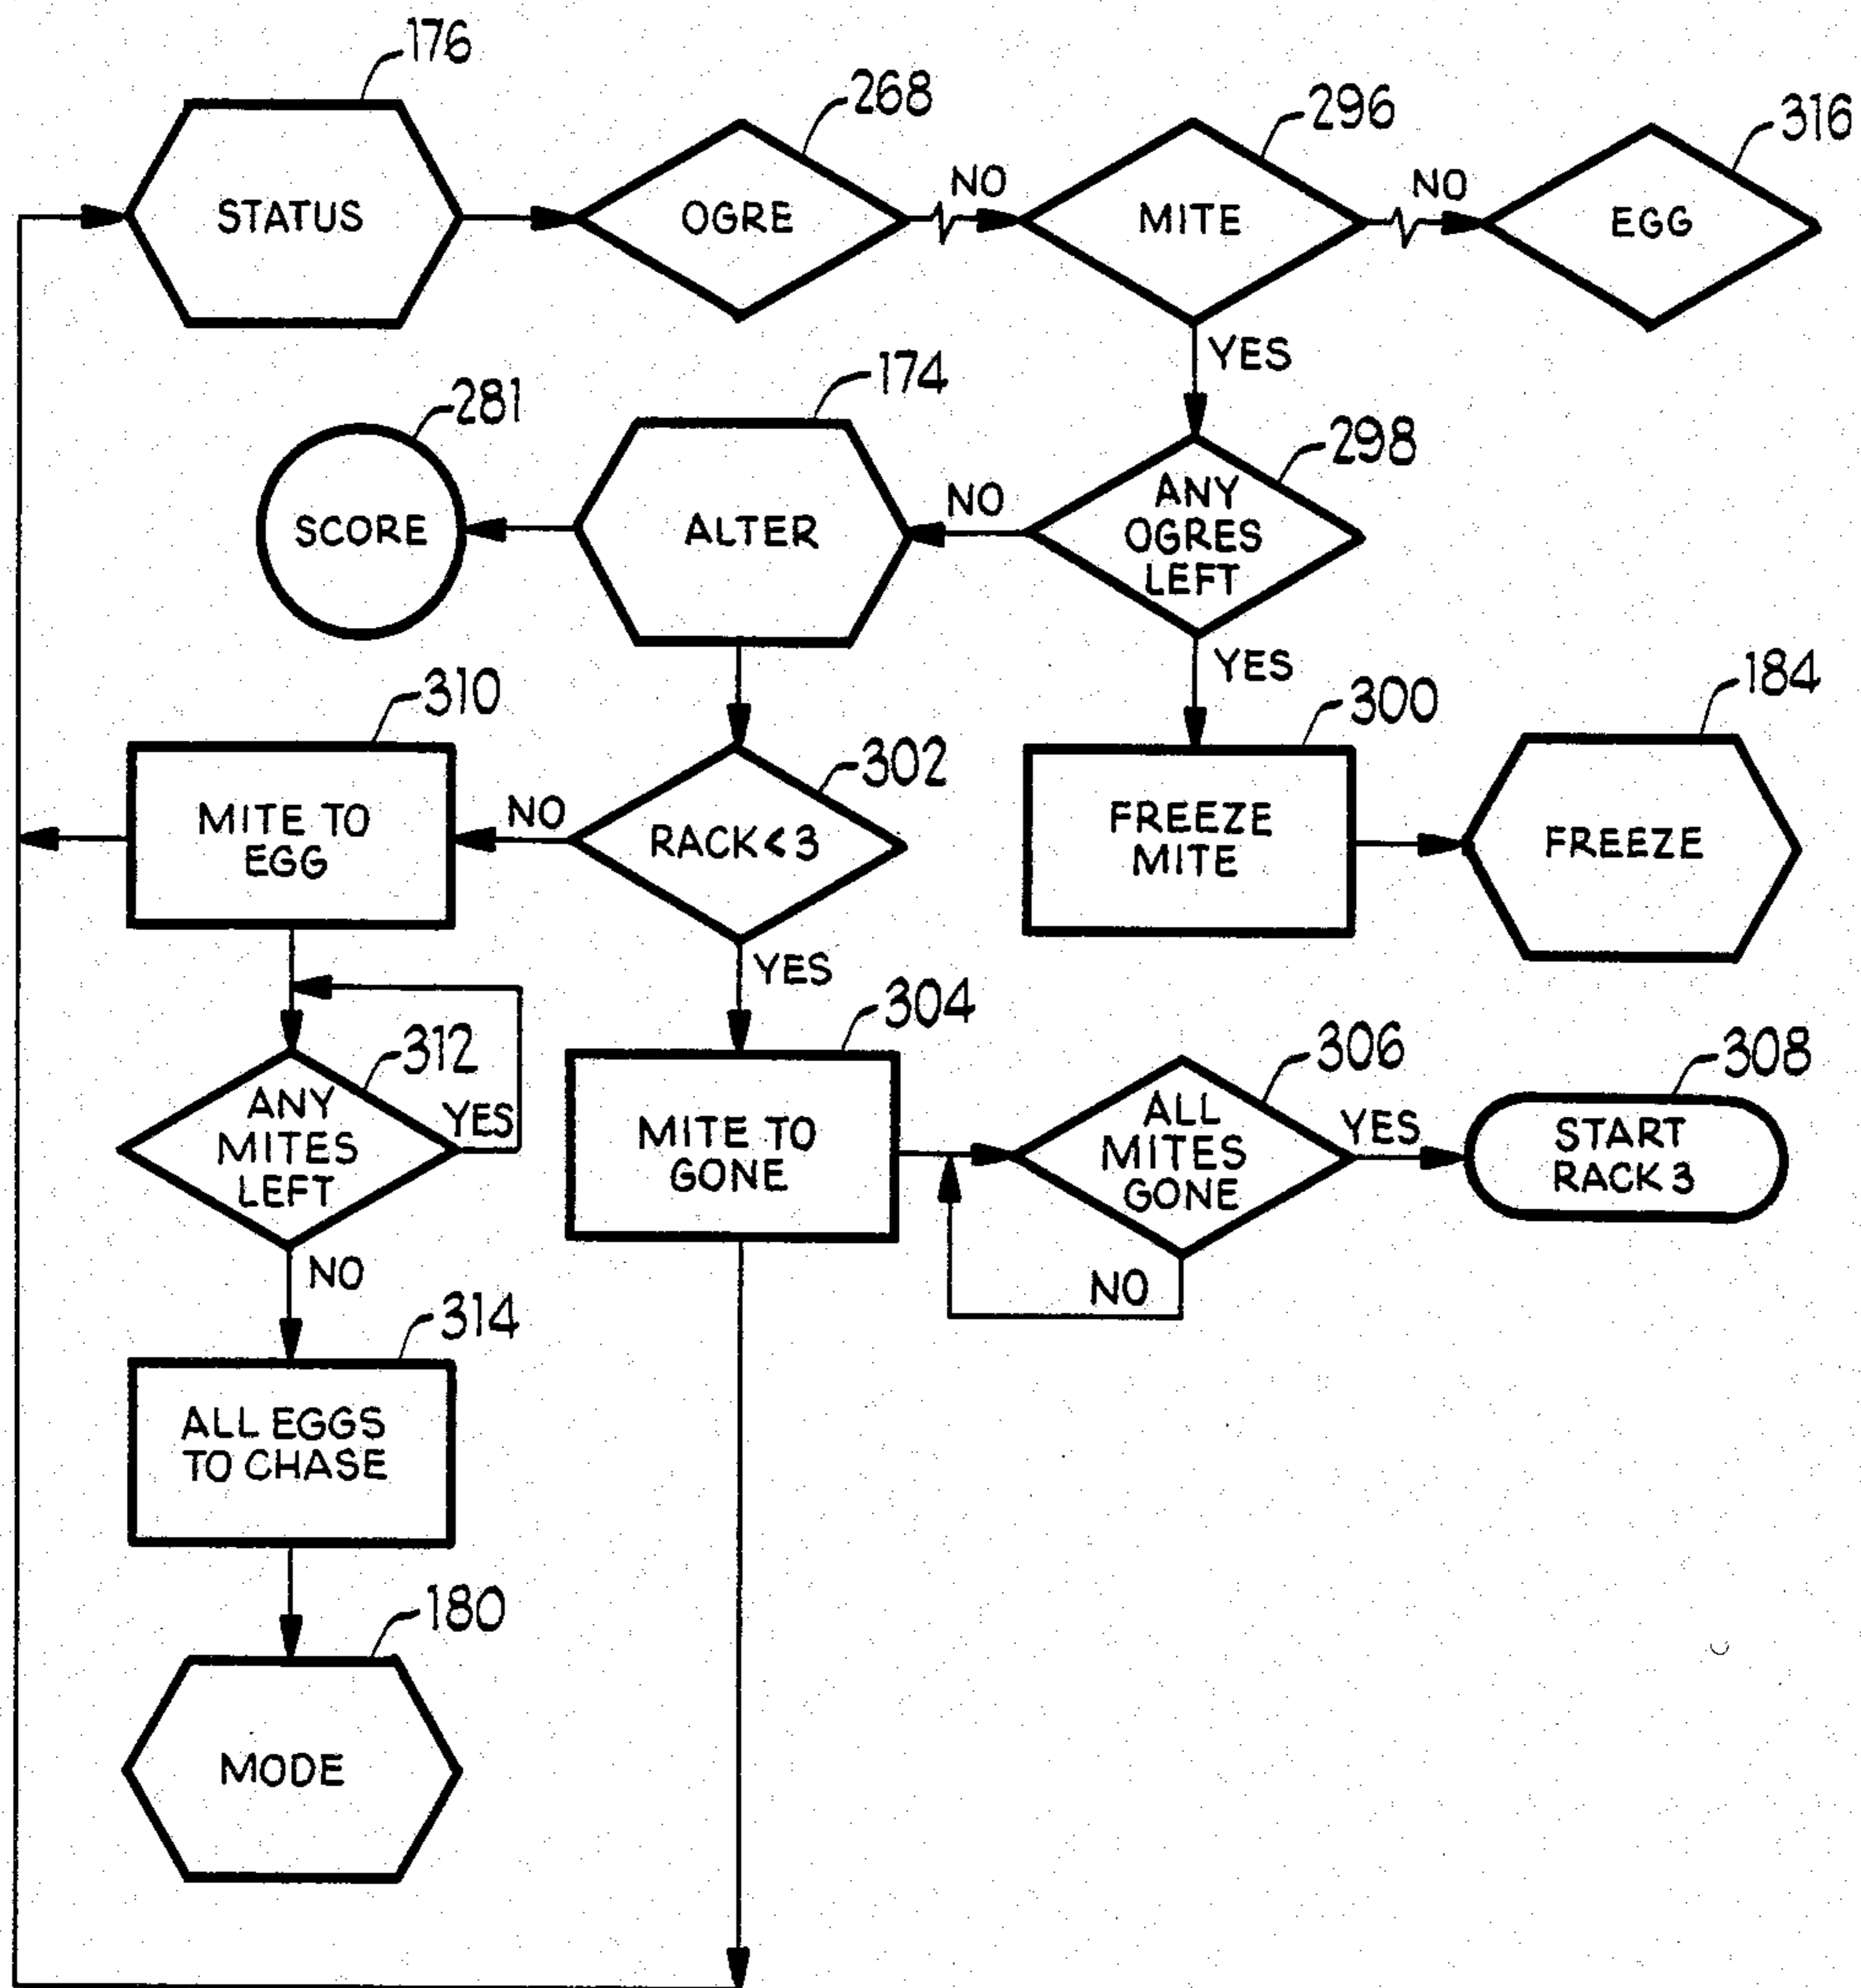 176
268
296
316
STATUS
OGRE
NO
MITE
NO
EGG
YES
281
174
298
SCORE
ALTER
NO
ANY
OGRES
LEFT
YES
310
302
300
184
MITE TO
EGG
NO
RACK<3
FREEZE
MITE
FREEZE
YES
312
304
306
308
ANY
MITES
LEFT
YES
MITE TO
GONE
ALL
MITES
GONE
YES
START
RACK 3
NO
NO
314
ALL EGGS
TO CHASE
180
MODE